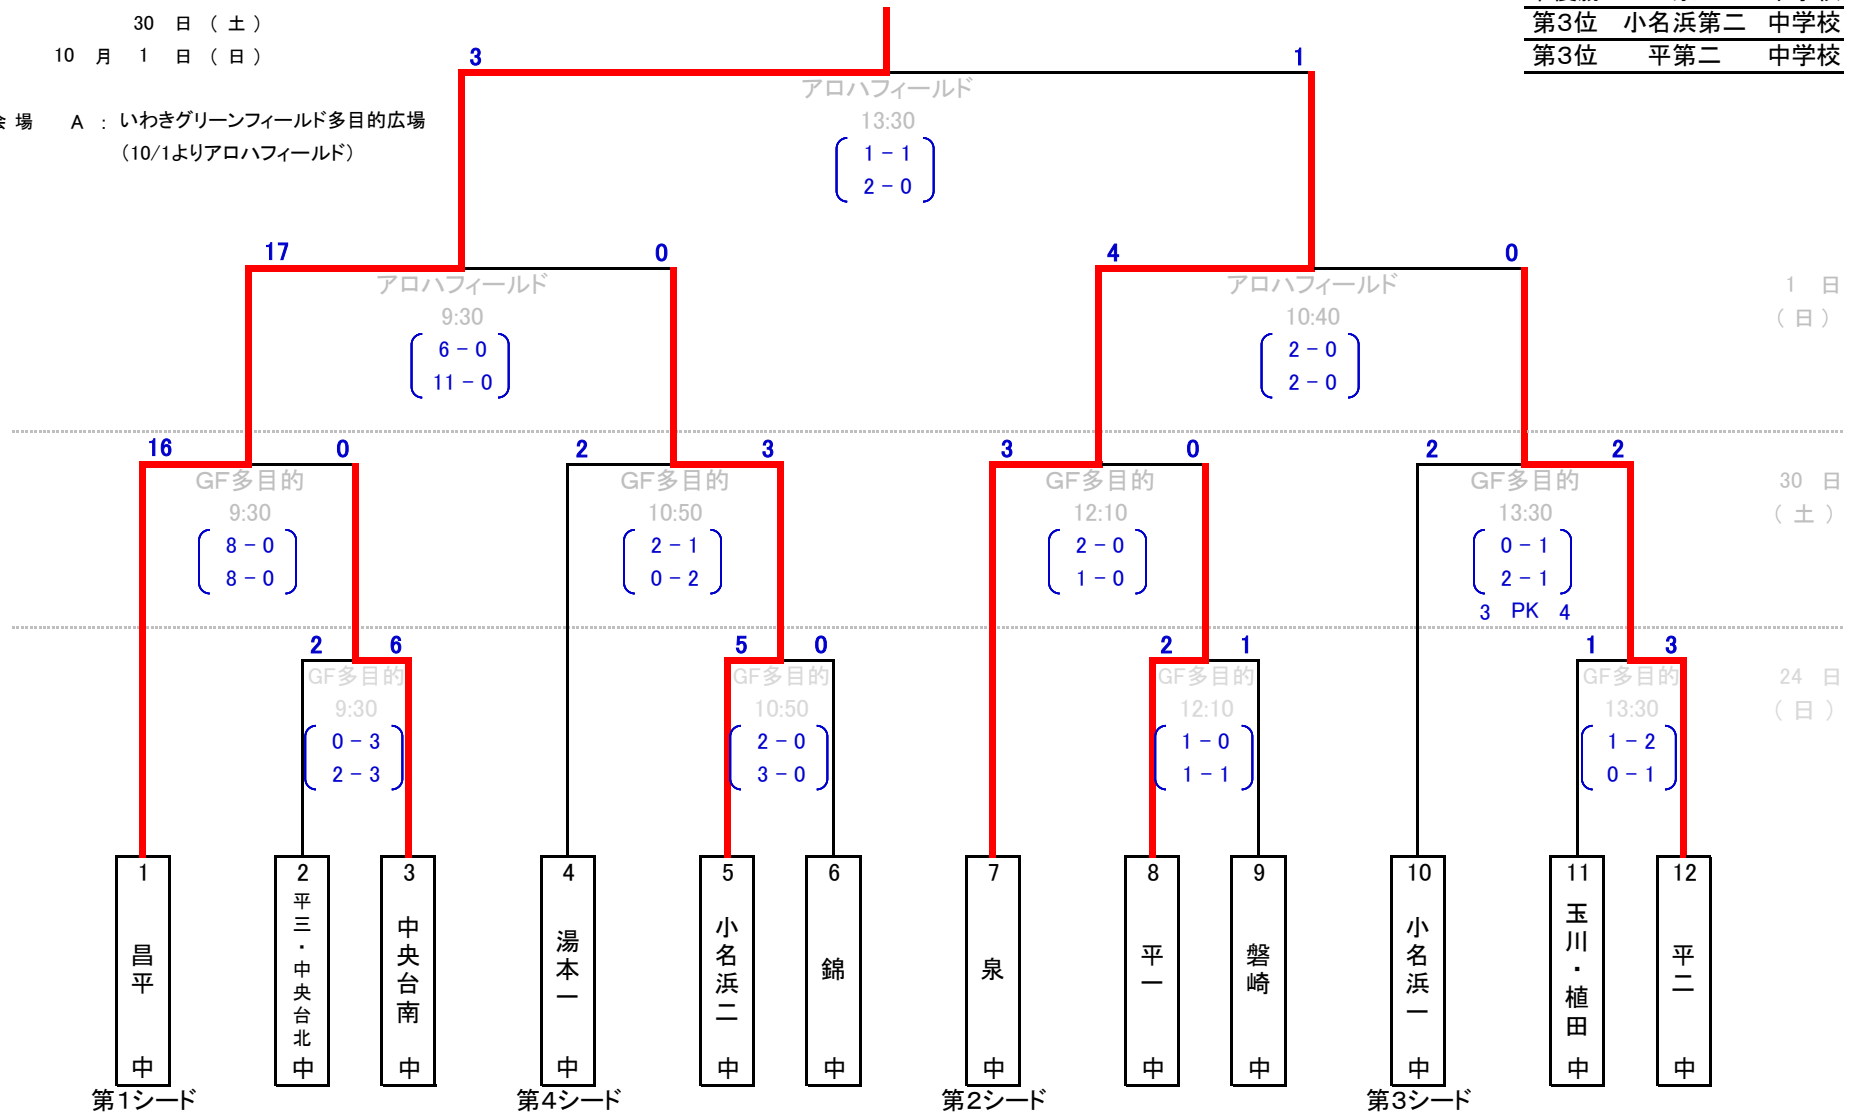 30 日 ( 土 )
第3位 小名浜第二 中学校
10 月 1 日 ( 日 )
第3位 平第二 中学校
3 1
アロハフィールド
13:30
場 A : いわきグリーンフィールド多目的広場
(10/1よりアロハフィールド)
1 - 1
2 - 0
17 0 4 0
アロハフィールド アロハフィールド 1 日
9:30 10:40 ( 日 )
6 - 0 2 - 0
11 - 0 2 - 0
16 0 2 3 3 0 2 2
GF多目的 GF多目的 GF多目的 GF多目的 30 日
9:30 10:50 12:10 13:30 ( 土 )
8 - 0 2 - 1 2 - 0 0 - 1
8 - 0 0 - 2 1 - 0 2 - 1
3 PK 4
2 6 5 0 2 1 1 3
GF多目的 GF多目的 GF多目的 GF多目的 24 日
9:30 10:50 12:10 13:30 ( 日 )
0 - 3 2 - 0 1 - 0 1 - 2
2 - 3 3 - 0 1 - 1 0 - 1
1 2 3 4 5 6 7 8 9 10 11 12
昌平 中
平三・中央台北 中
中央台南 中
湯本一 中
小名浜二 中
錦 中
泉 中
平一 中
磐崎 中
小名浜一 中
玉川・植田 中
平二 中
第1シード 第4シード 第2シード 第3シード